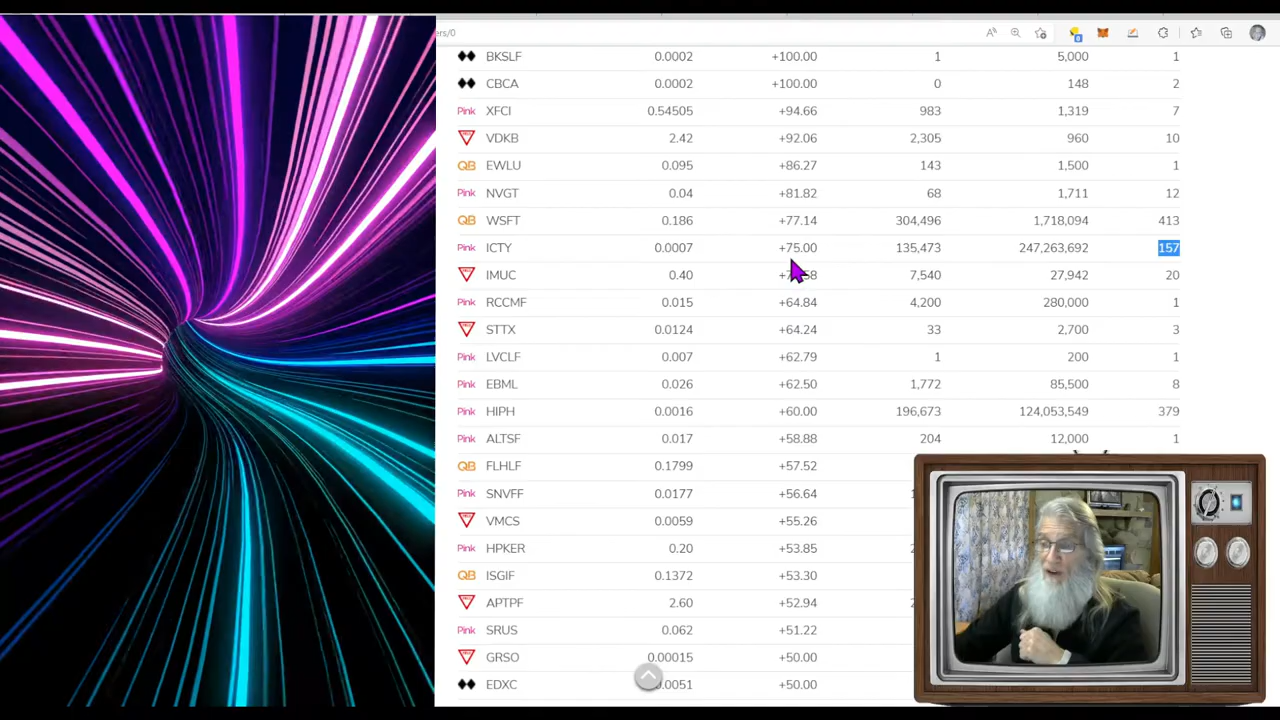 ers/0
BKSLF 0.0002 +100.00 1 5,000 1
CBCA 0.0002 +100.00 0 148 2
Pink XFCI 0.54505 +94.66 983 1,319 7
VDKB 2.42 +92.06 2,305 960 10
QB EWLU 0.095 +86.27 143 1,500 1
Pink NVGT 0.04 +81.82 68 1,711 12
QB WSFT 0.186 +77.14 304,496 1,718,094 413
Pink ICTY 0.0007 +75.00 135,473 247,263,692 157
IMUC 0.40 7,540 27,942 20
Pink RCCMF 0.015 +64.84 4,200 280,000 1
STTX 0.0124 +64.24 33 2,700 3
Pink LVCLF 0.007 +62.79 1 200 1
Pink EBML 0.026 +62.50 1,772 85,500 8
Pink HIPH 0.0016 +60.00 196,673 124,053,549 379
Pink ALTSF 0.017 +58.88 204 12,000 1
QB FLHLF 0.1799 +57.52
Pink SNVFF 0.0177 +56.64
VMCS 0.0059 +55.26
Pink HPKER 0.20 +53.85
QB ISGIF 0.1372 +53.30
APTPF 2.60 +52.94
Pink SRUS 0.062 +51.22
GRSO 0.00015 +50.00
EDXC 0.0051 +50.00